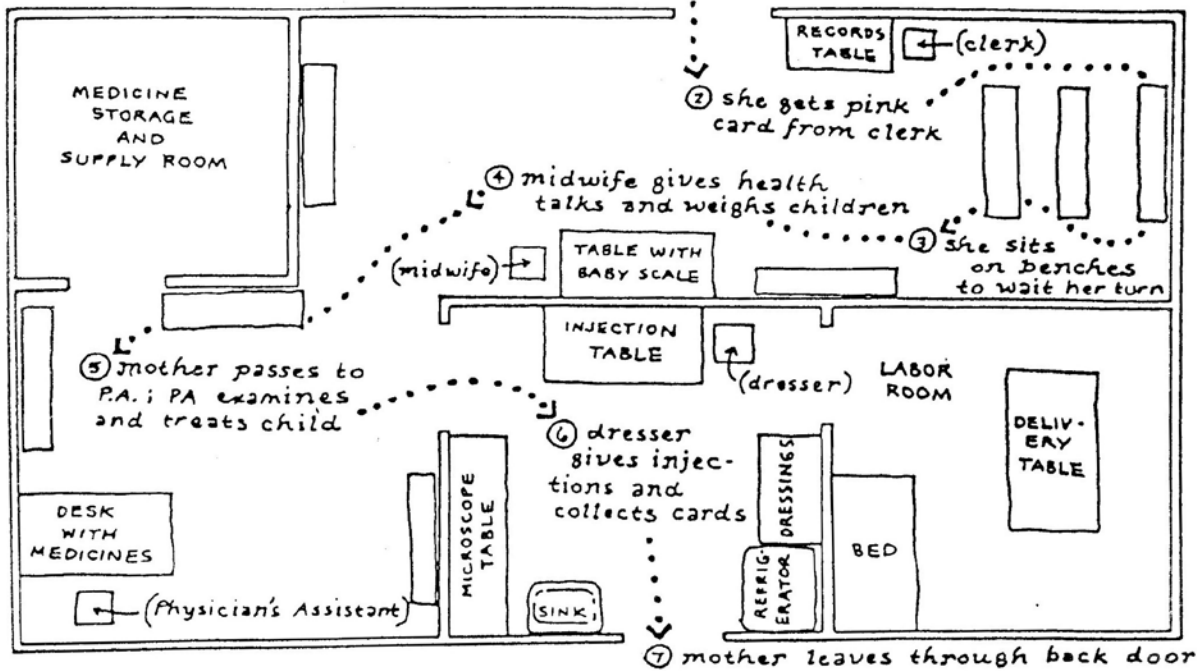 RECORDS
TABLE
(clerk)
MEDICINE
STORAGE
AND
SUPPLY ROOM
② she gets pink
card from clerk
④ midwife gives health
talks and weighs children
③ she sits
on benches
to wait her turn
(midwife)
TABLE WITH
BABY SCALE
INJECTION
TABLE
(dresser)
LABOR
ROOM
DELIV-
ERY
TABLE
⑤ mother passes to
P.A.; PA examines
and treats child
⑥ dresser
gives injec-
tions and
collects cards
DESK
WITH
MEDICINES
(Physician's Assistant)
MICROSCOPE
TABLE
SINK
DRESSINGS
REFRIG-
ERATOR
BED
⑦ mother leaves through back door